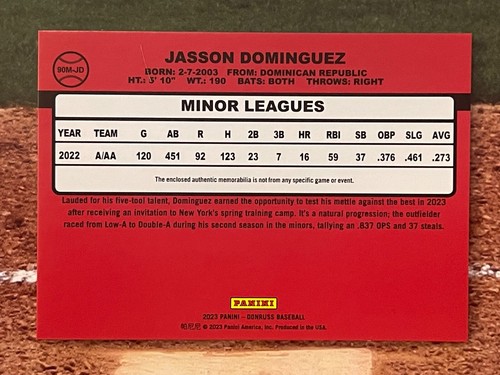 90M-JD
JASSON DOMINGUEZ
BORN: 2-7-2003 FROM: DOMINICAN REPUBLIC
HT.: 5' 10" WT.: 190 BATS: BOTH THROWS: RIGHT
MINOR LEAGUES
YEAR TEAM G AB R H 2B 3B HR RBI SB OBP SLG AVG
2022 A/AA 120 451 92 123 23 7 16 59 37 .376 .461 .273
The enclosed authentic memorabilia is not from any specific game or event.
Lauded for his five-tool talent, Dominguez earned the opportunity to test his mettle against the best in 2023
after receiving an invitation to New York's spring training camp. It's a natural progression; the outfielder
raced from Low-A to Double-A during his second season in the minors, tallying an .837 OPS and 37 steals.
PANINI
2023 PANINI - DONRUSS BASEBALL
帕尼尼 © 2023 Panini America, Inc. Produced in the USA.